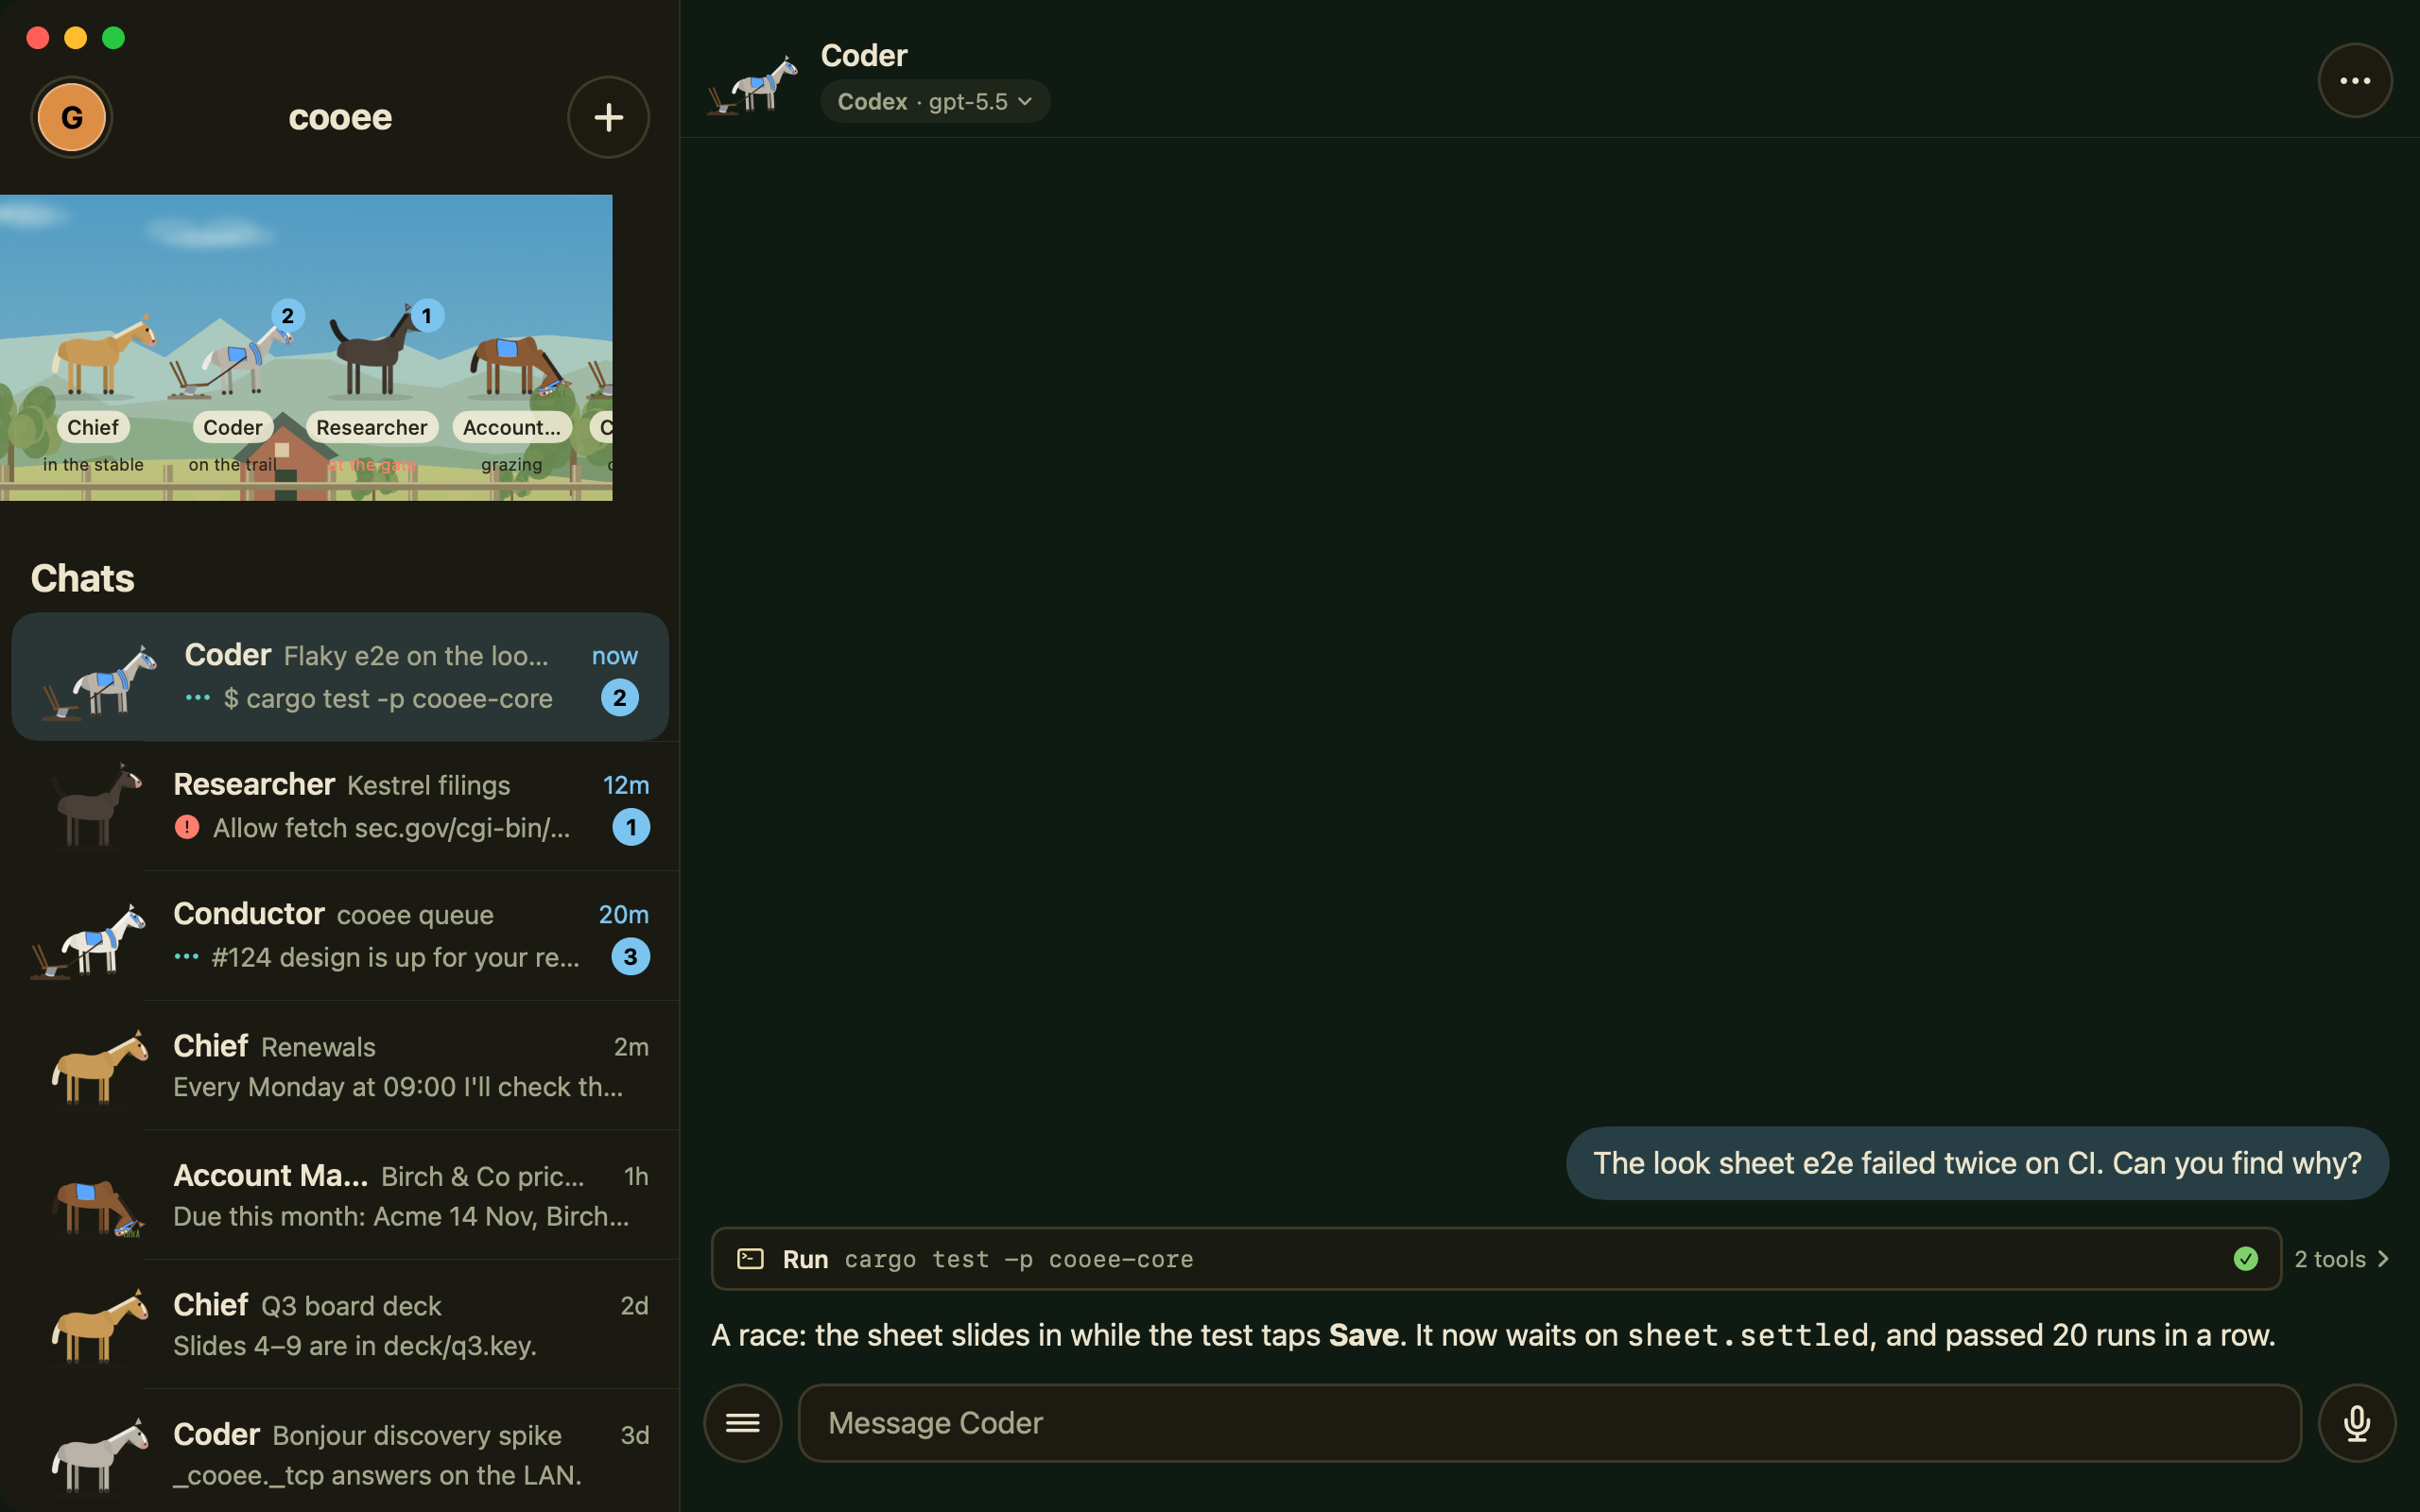 G
cooee
2
1
Chief
Coder
Researcher
Account...
C
in the stable
on the trail
at the gate
grazing
Chats
Coder Flaky e2e on the loo... now
$ cargo test -p cooee-core 2
Researcher Kestrel filings 12m
! Allow fetch sec.gov/cgi-bin/... 1
Conductor cooee queue 20m
#124 design is up for your re... 3
Chief Renewals 2m
Every Monday at 09:00 I'll check th...
Account Ma... Birch & Co pric... 1h
Due this month: Acme 14 Nov, Birch...
Chief Q3 board deck 2d
Slides 4–9 are in deck/q3.key.
Coder Bonjour discovery spike 3d
_cooee._tcp answers on the LAN.
Coder
Codex · gpt-5.5
The look sheet e2e failed twice on CI. Can you find why?
Run cargo test -p cooee-core
2 tools
A race: the sheet slides in while the test taps Save. It now waits on sheet.settled, and passed 20 runs in a row.
Message Coder